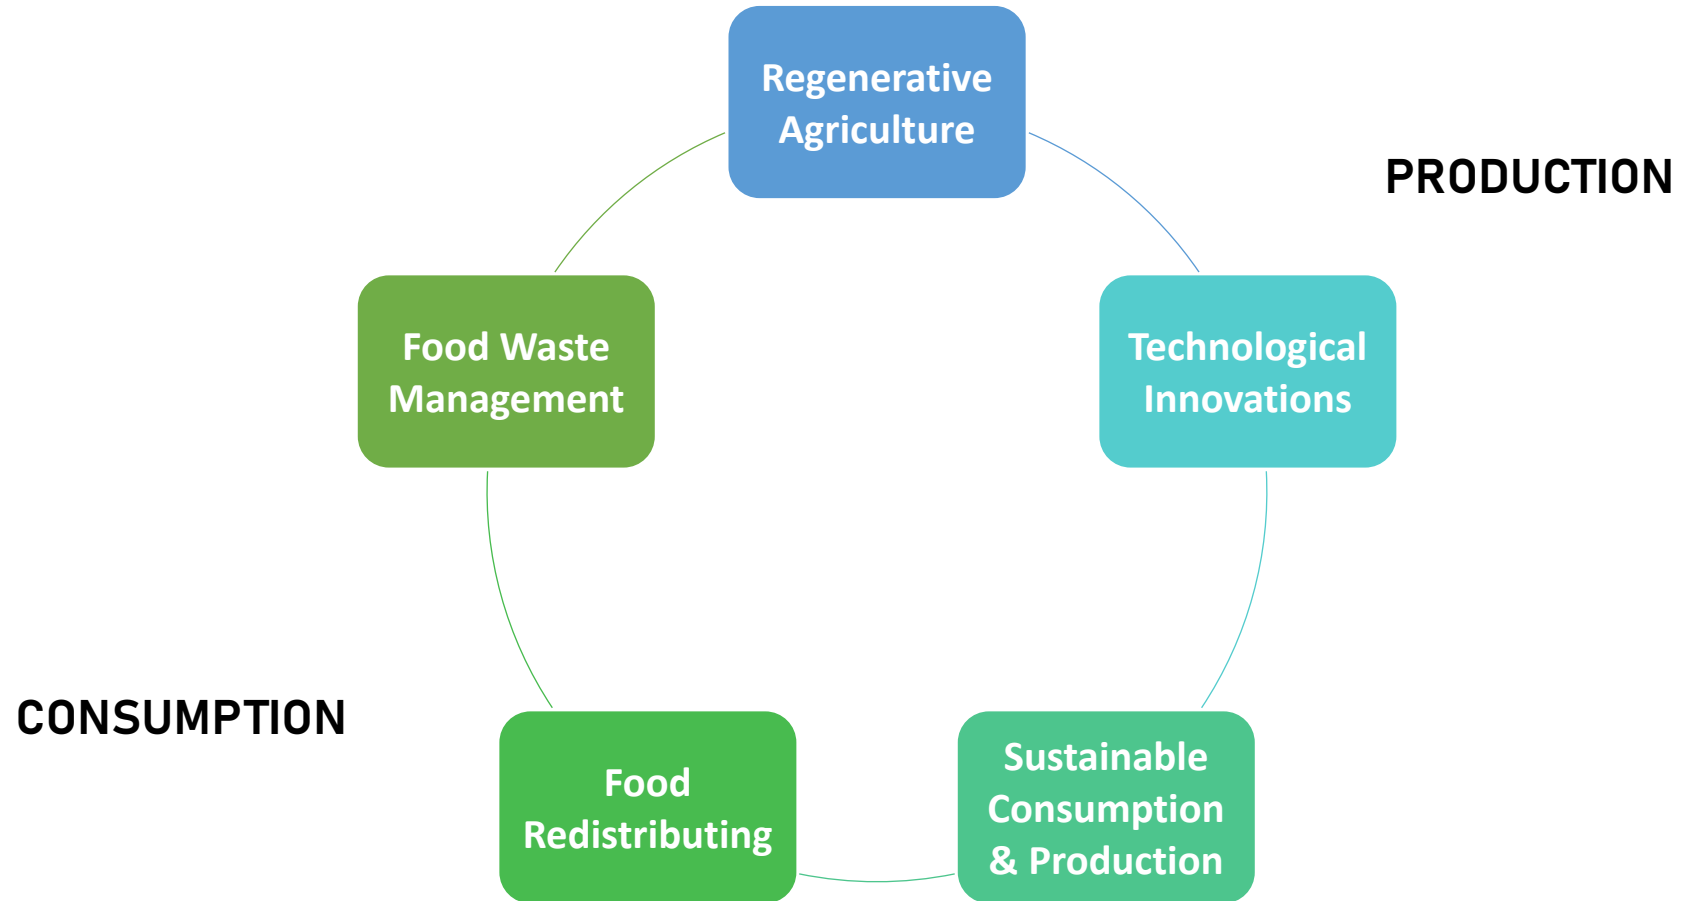 Regenerative
Agriculture
PRODUCTION
Food Waste
Management
Technological
Innovations
CONSUMPTION
Food
Redistributing
Sustainable
Consumption
& Production